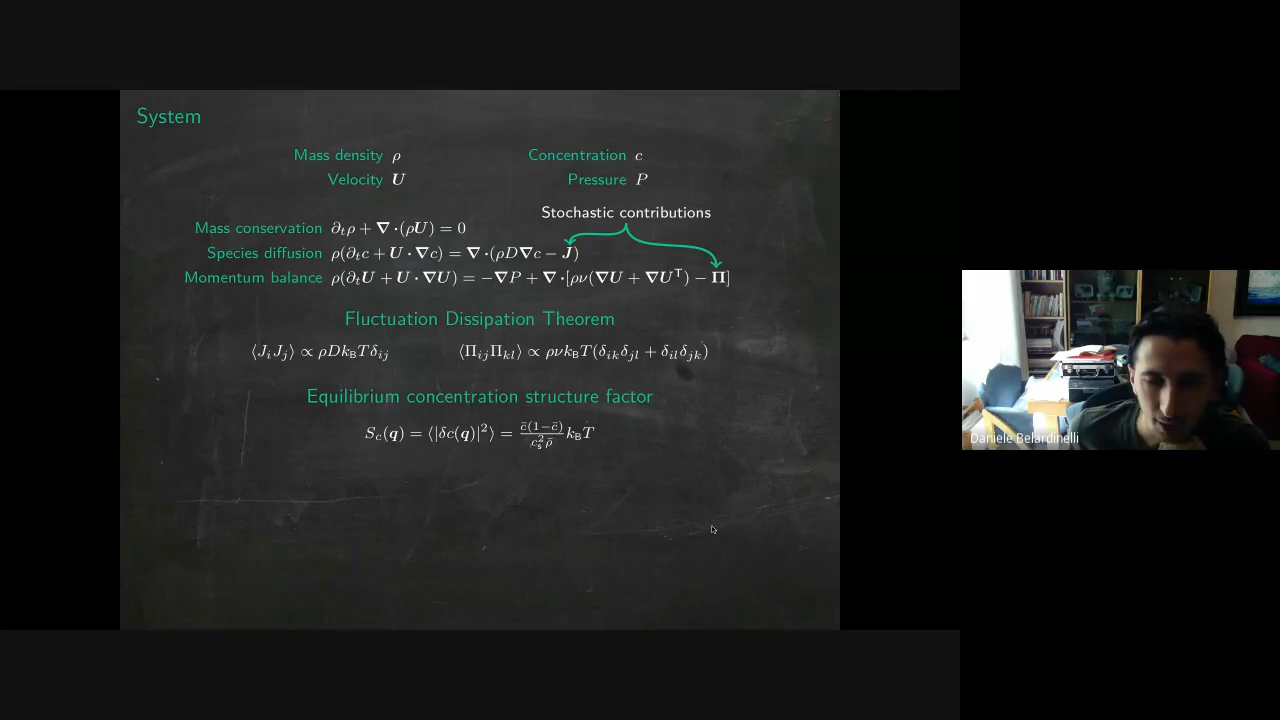 System
Mass density ρ Concentration c
Velocity U Pressure P
Stochastic contributions
Mass conservation ∂ₜρ + ∇·(ρU) = 0
Species diffusion ρ(∂ₜc + U·∇c) = ∇·(ρD∇c − J)
Momentum balance ρ(∂ₜU + U·∇U) = −∇P + ∇·[ρν(∇U + ∇Uᵀ) − Π]
Fluctuation Dissipation Theorem
⟨JᵢJⱼ⟩ ∝ ρDk_BTδᵢⱼ ⟨ΠᵢⱼΠₖₗ⟩ ∝ ρνk_BT(δᵢₖδⱼₗ + δᵢₗδⱼₖ)
Equilibrium concentration structure factor
S_c(q) = ⟨|δc(q)|²⟩ = c̄(1−c̄)/(c_s²ρ̄) k_BT
Daniele Belardinelli